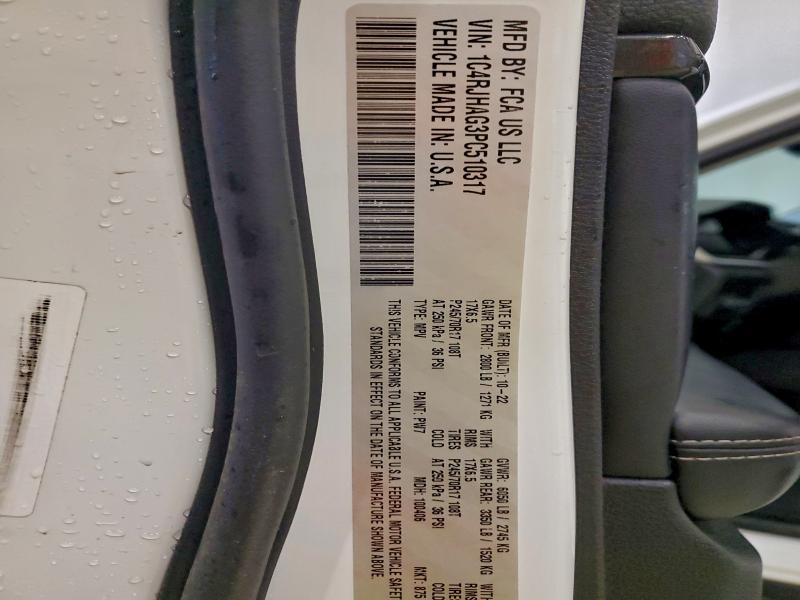 MFD BY: FCA US LLC
VIN: 1C4RJHAG3PC510317
VEHICLE MADE IN: U.S.A.
DATE OF MFR (BUILT): 10-22 GVWR: 6050 LB / 2745 KG
GAWR FRONT: 2800 LB / 1271 KG WITH GAWR REAR: 3350 LB / 1520 KG WITH
17X6.5 RIMS 17X6.5 RIMS
P245/70R17 108T TIRES P245/70R17 108T TIRES
AT 250 kPa / 36 PSI COLD AT 250 kPa / 36 PSI COLD
TYPE: MPV PAINT: PW7 MDH: 100406
THIS VEHICLE CONFORMS TO ALL APPLICABLE U.S.A. FEDERAL MOTOR VEHICLE
STANDARDS IN EFFECT ON THE DATE OF MANUFACTURE SHOWN ABOVE.